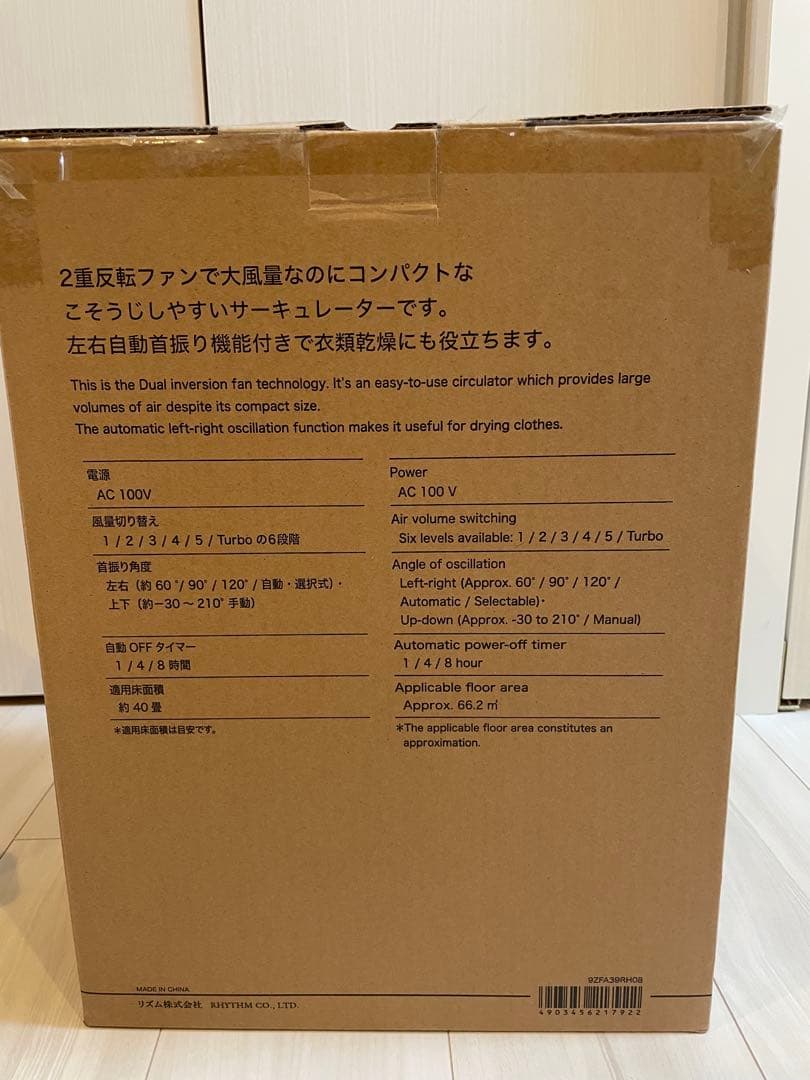 2重反転ファンで大風量なのにコンパクトな
こそうじしやすいサーキュレーターです。
左右自動首振り機能付きで衣類乾燥にも役立ちます。
This is the Dual inversion fan technology. It's an easy-to-use circulator which provides large
volumes of air despite its compact size.
The automatic left-right oscillation function makes it useful for drying clothes.
電源
AC 100V
風量切り替え
1 / 2 / 3 / 4 / 5 / Turbo の6段階
首振り角度
左右（約 60 ° / 90° / 120° / 自動・選択式）・
上下（約－30 ～ 210° 手動）
自動 OFF タイマー
1 / 4 / 8 時間
適用床面積
約 40 畳
＊適用床面積は目安です。
Power
AC 100 V
Air volume switching
Six levels available: 1 / 2 / 3 / 4 / 5 / Turbo
Angle of oscillation
Left-right (Approx. 60° / 90° / 120° /
Automatic / Selectable)・
Up-down (Approx. -30 to 210° / Manual)
Automatic power-off timer
1 / 4 / 8 hour
Applicable floor area
Approx. 66.2 ㎡
＊The applicable floor area constitutes an
approximation.
MADE IN CHINA
リズム株式会社 RHYTHM CO., LTD.
9ZFA39RH08
4903456217922